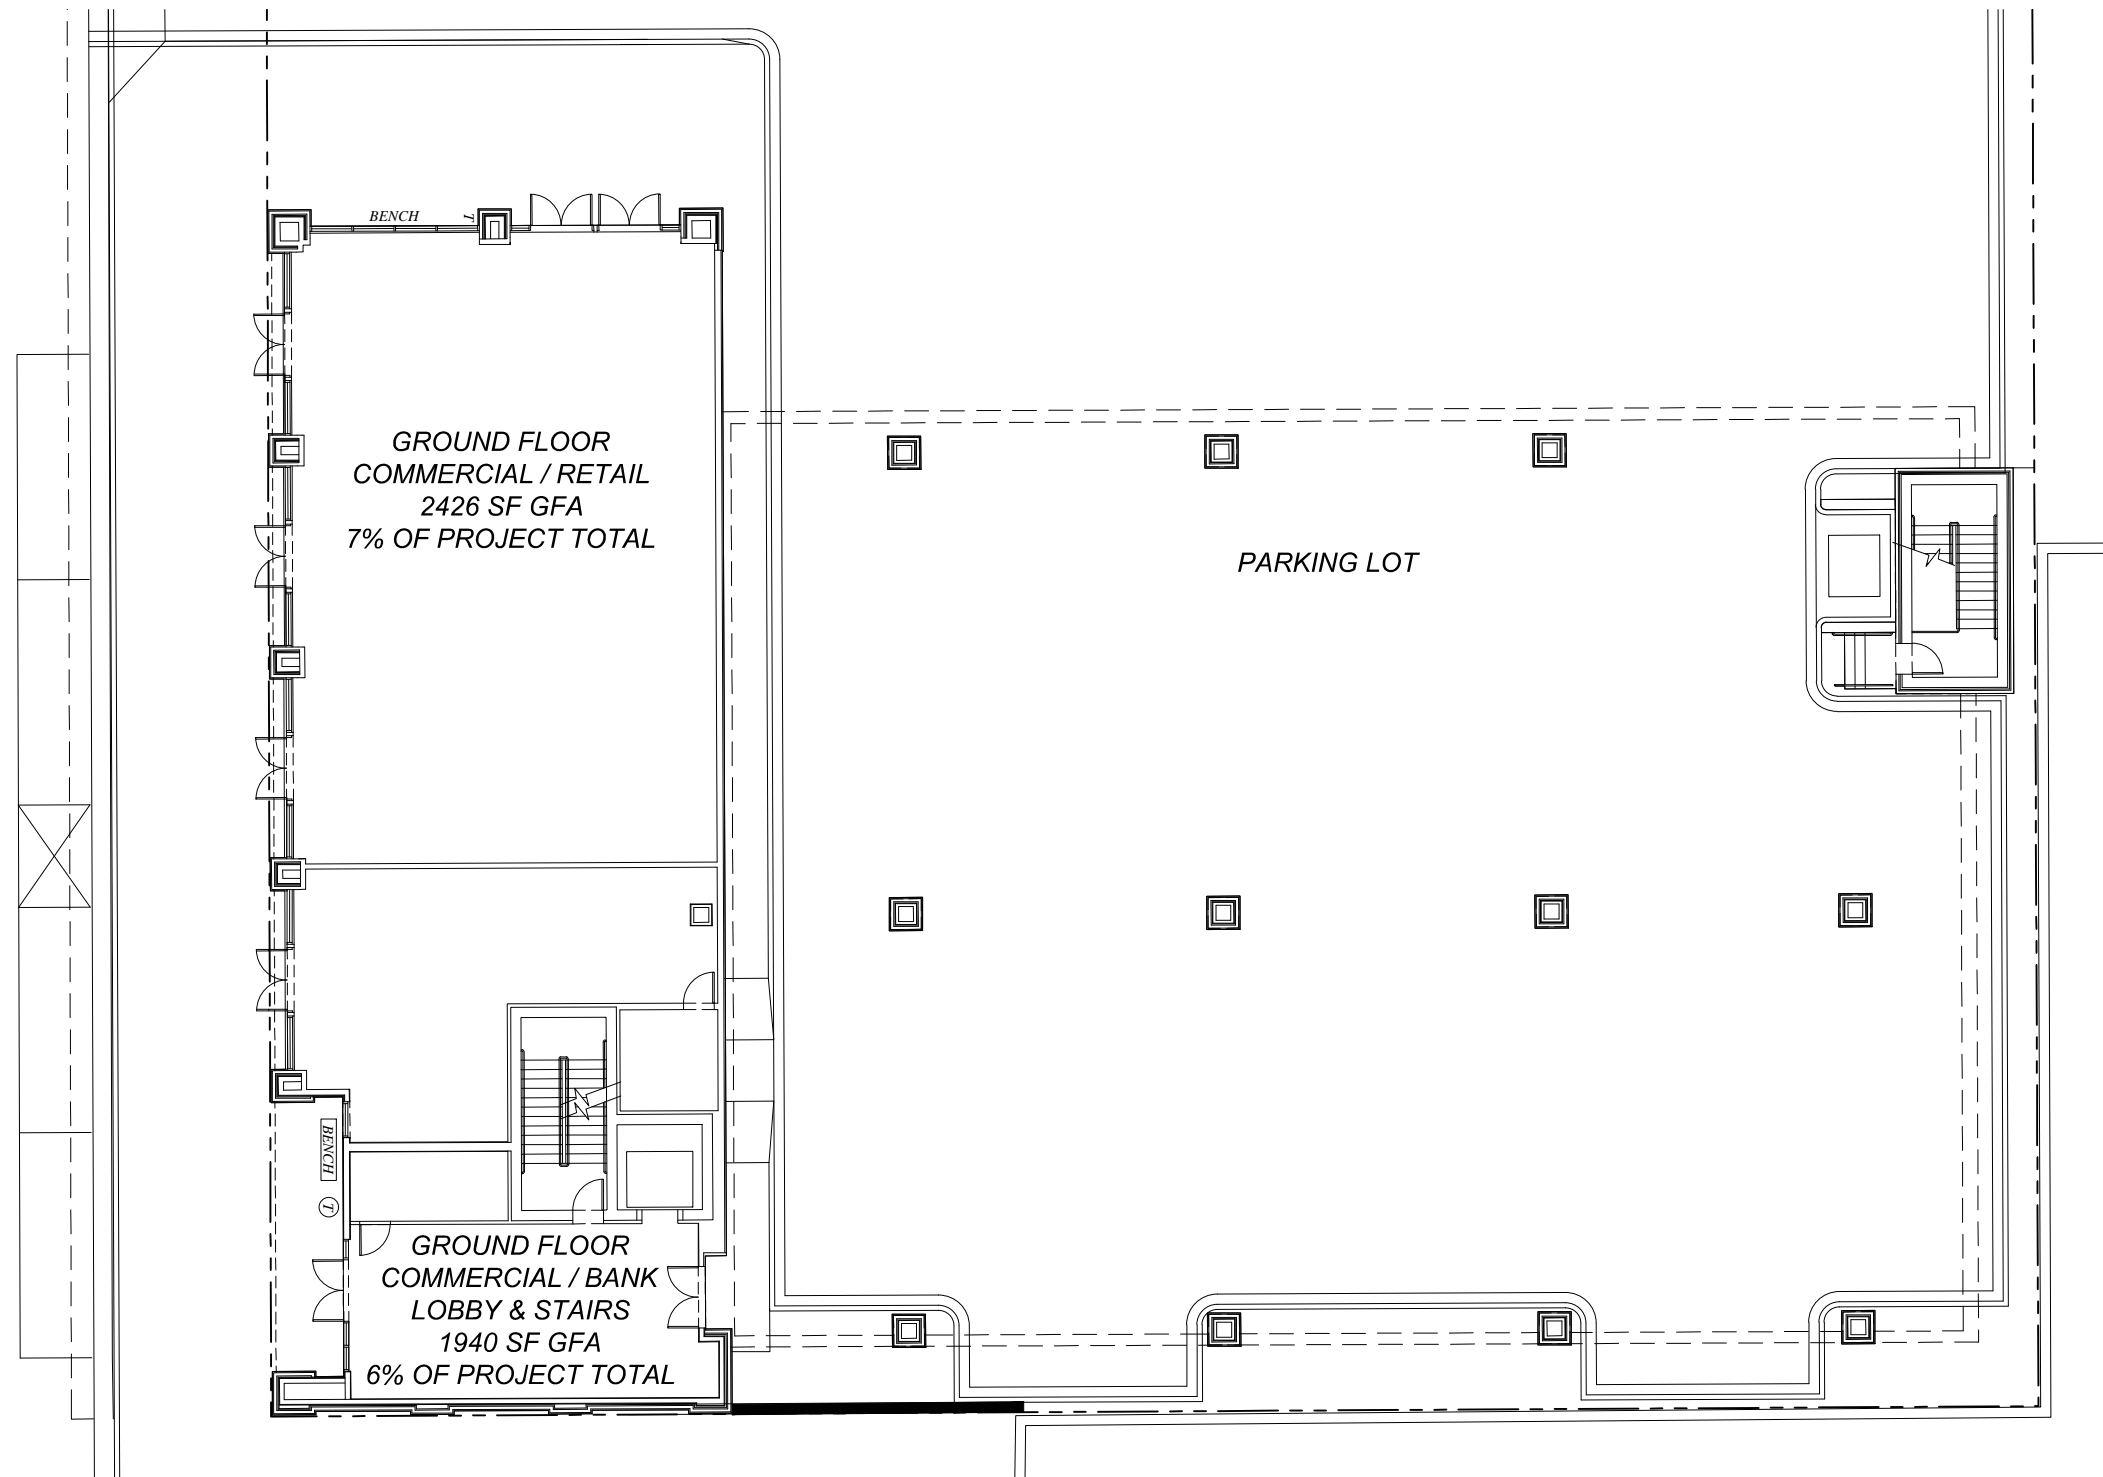 BENCH
T
GROUND FLOOR
COMMERCIAL / RETAIL
2426 SF GFA
7% OF PROJECT TOTAL
PARKING LOT
BENCH
T
GROUND FLOOR
COMMERCIAL / BANK
LOBBY & STAIRS
1940 SF GFA
6% OF PROJECT TOTAL